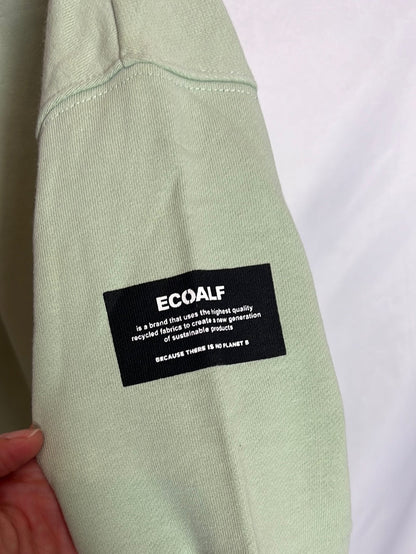 ECOALF
is a brand that uses the highest quality
recycled fabrics to create a new generation
of sustainable products
BECAUSE THERE IS NO PLANET B